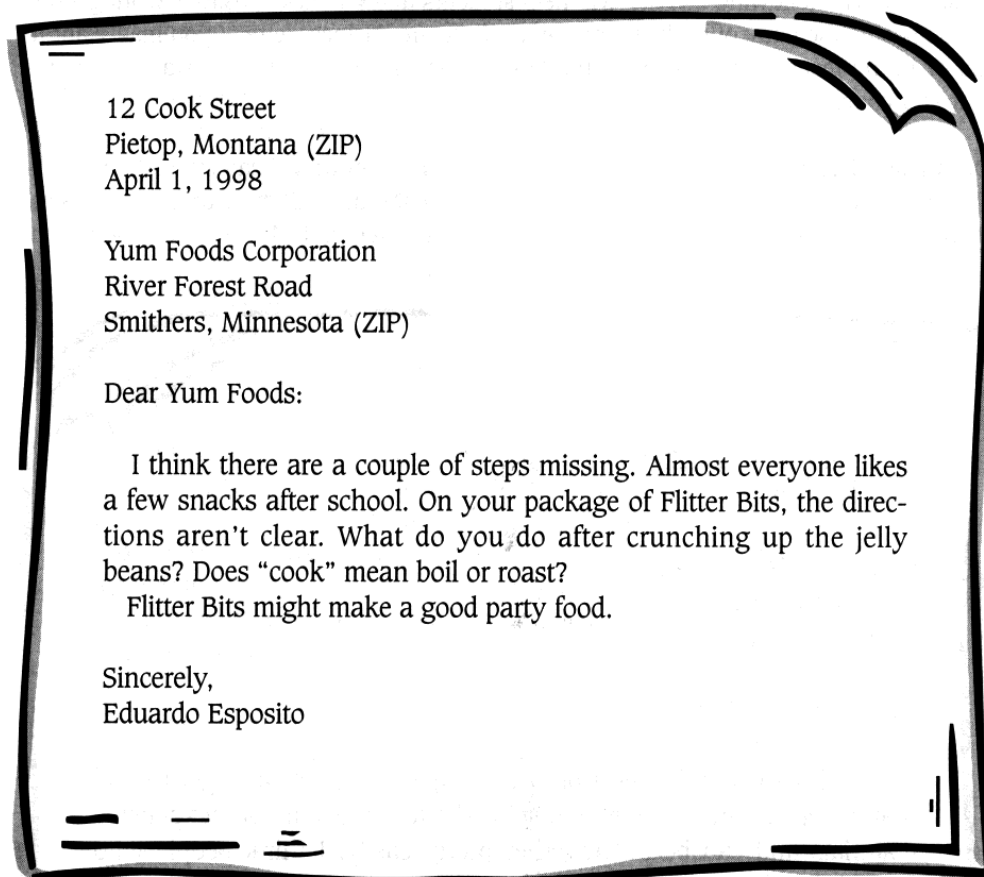 12 Cook Street
Pietop, Montana (ZIP)
April 1, 1998
Yum Foods Corporation
River Forest Road
Smithers, Minnesota (ZIP)
Dear Yum Foods:
I think there are a couple of steps missing. Almost everyone likes
a few snacks after school. On your package of Flitter Bits, the direc-
tions aren't clear. What do you do after crunching up the jelly
beans? Does “cook” mean boil or roast?
Flitter Bits might make a good party food.
Sincerely,
Eduardo Esposito